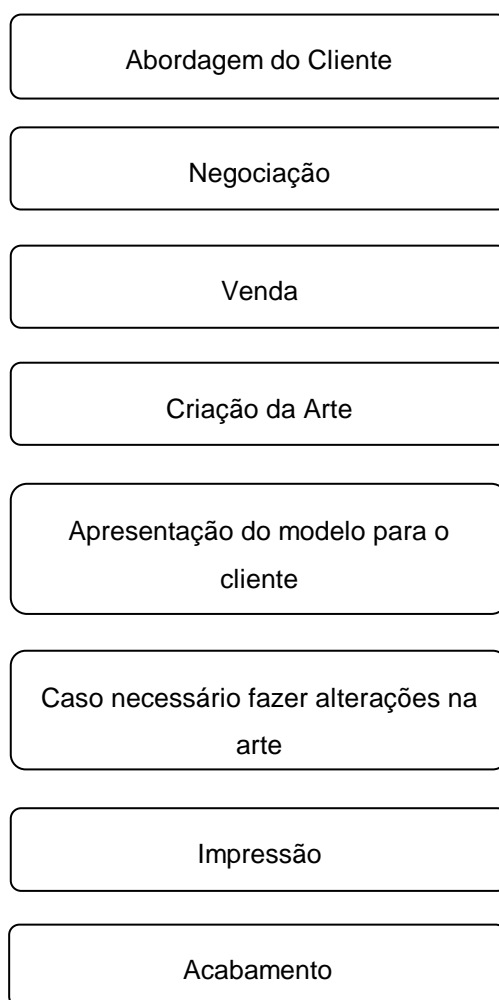 Abordagem do Cliente
Negociação
Venda
Criação da Arte
Apresentação do modelo para o
cliente
Caso necessário fazer alterações na
arte
Impressão
Acabamento